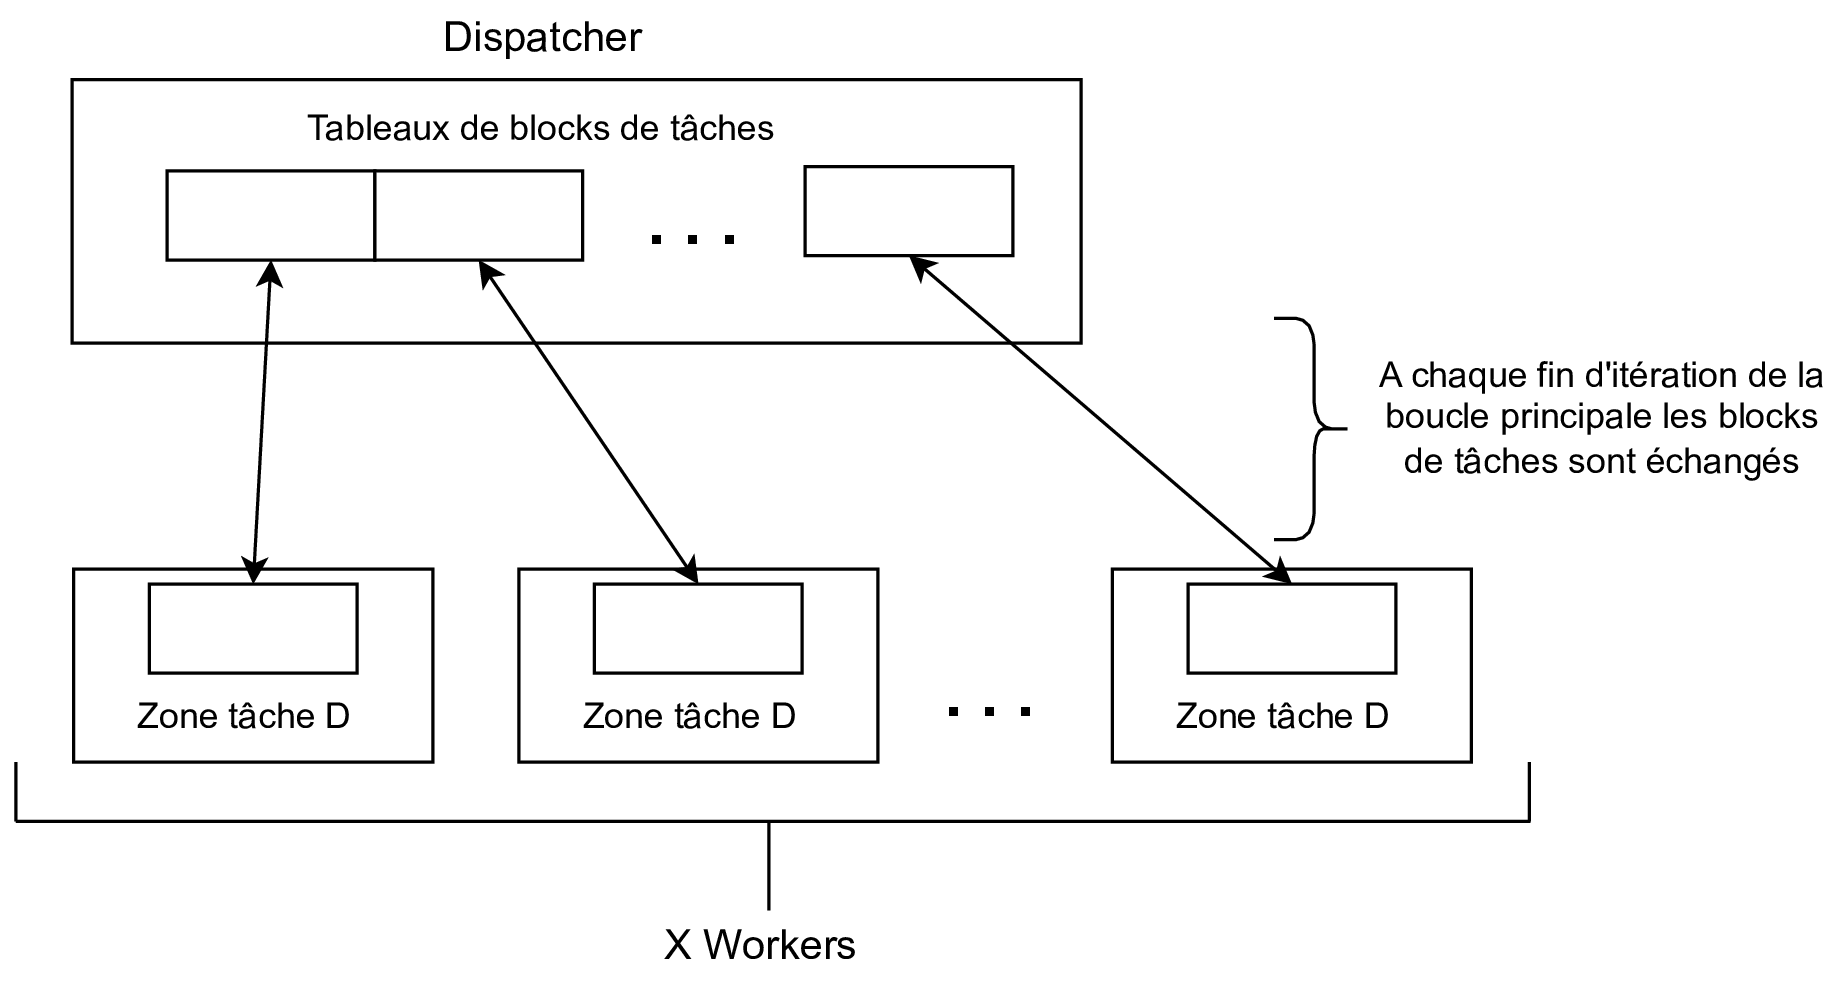 Dispatcher
Tableaux de blocks de tâches
. . .
A chaque fin d'itération de la
boucle principale les blocks
de tâches sont échangés
Zone tâche D
Zone tâche D
. . .
Zone tâche D
X Workers